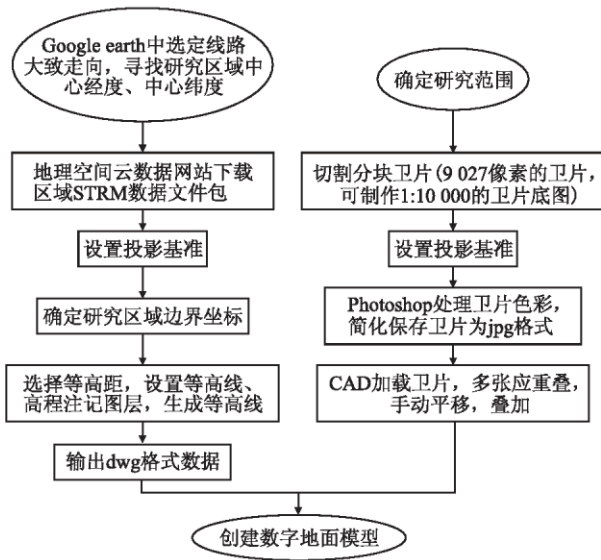 Google earth中选定线路
大致走向，寻找研究区域中
心经度、中心纬度
地理空间云数据网站下载
区域STRM数据文件包
设置投影基准
确定研究区域边界坐标
选择等高距，设置等高线、
高程注记图层，生成等高线
输出dwg格式数据
确定研究范围
切割分块卫片(9 027像素的卫片，
可制作1:10 000的卫片底图)
设置投影基准
Photoshop处理卫片色彩，
简化保存卫片为jpg格式
CAD加载卫片，多张应重叠，
手动平移，叠加
创建数字地面模型